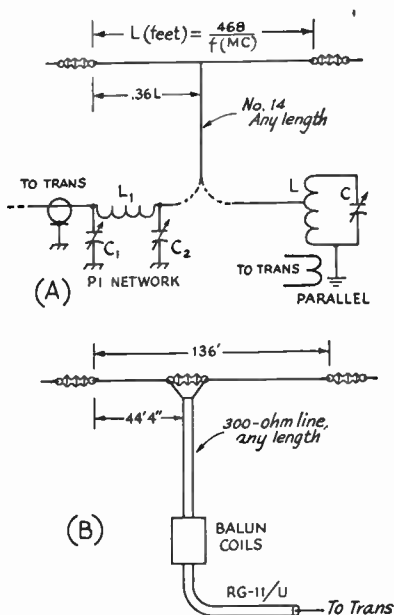 L (feet) = 468 / f(MC)
.36L
No. 14
Any length
TO TRANS
L1
L
C
C1
C2
PI NETWORK
TO TRANS
PARALLEL
(A)
136'
44'4"
300-ohm line,
any length
(B)
BALUN
COILS
RG-11/U
To Trans